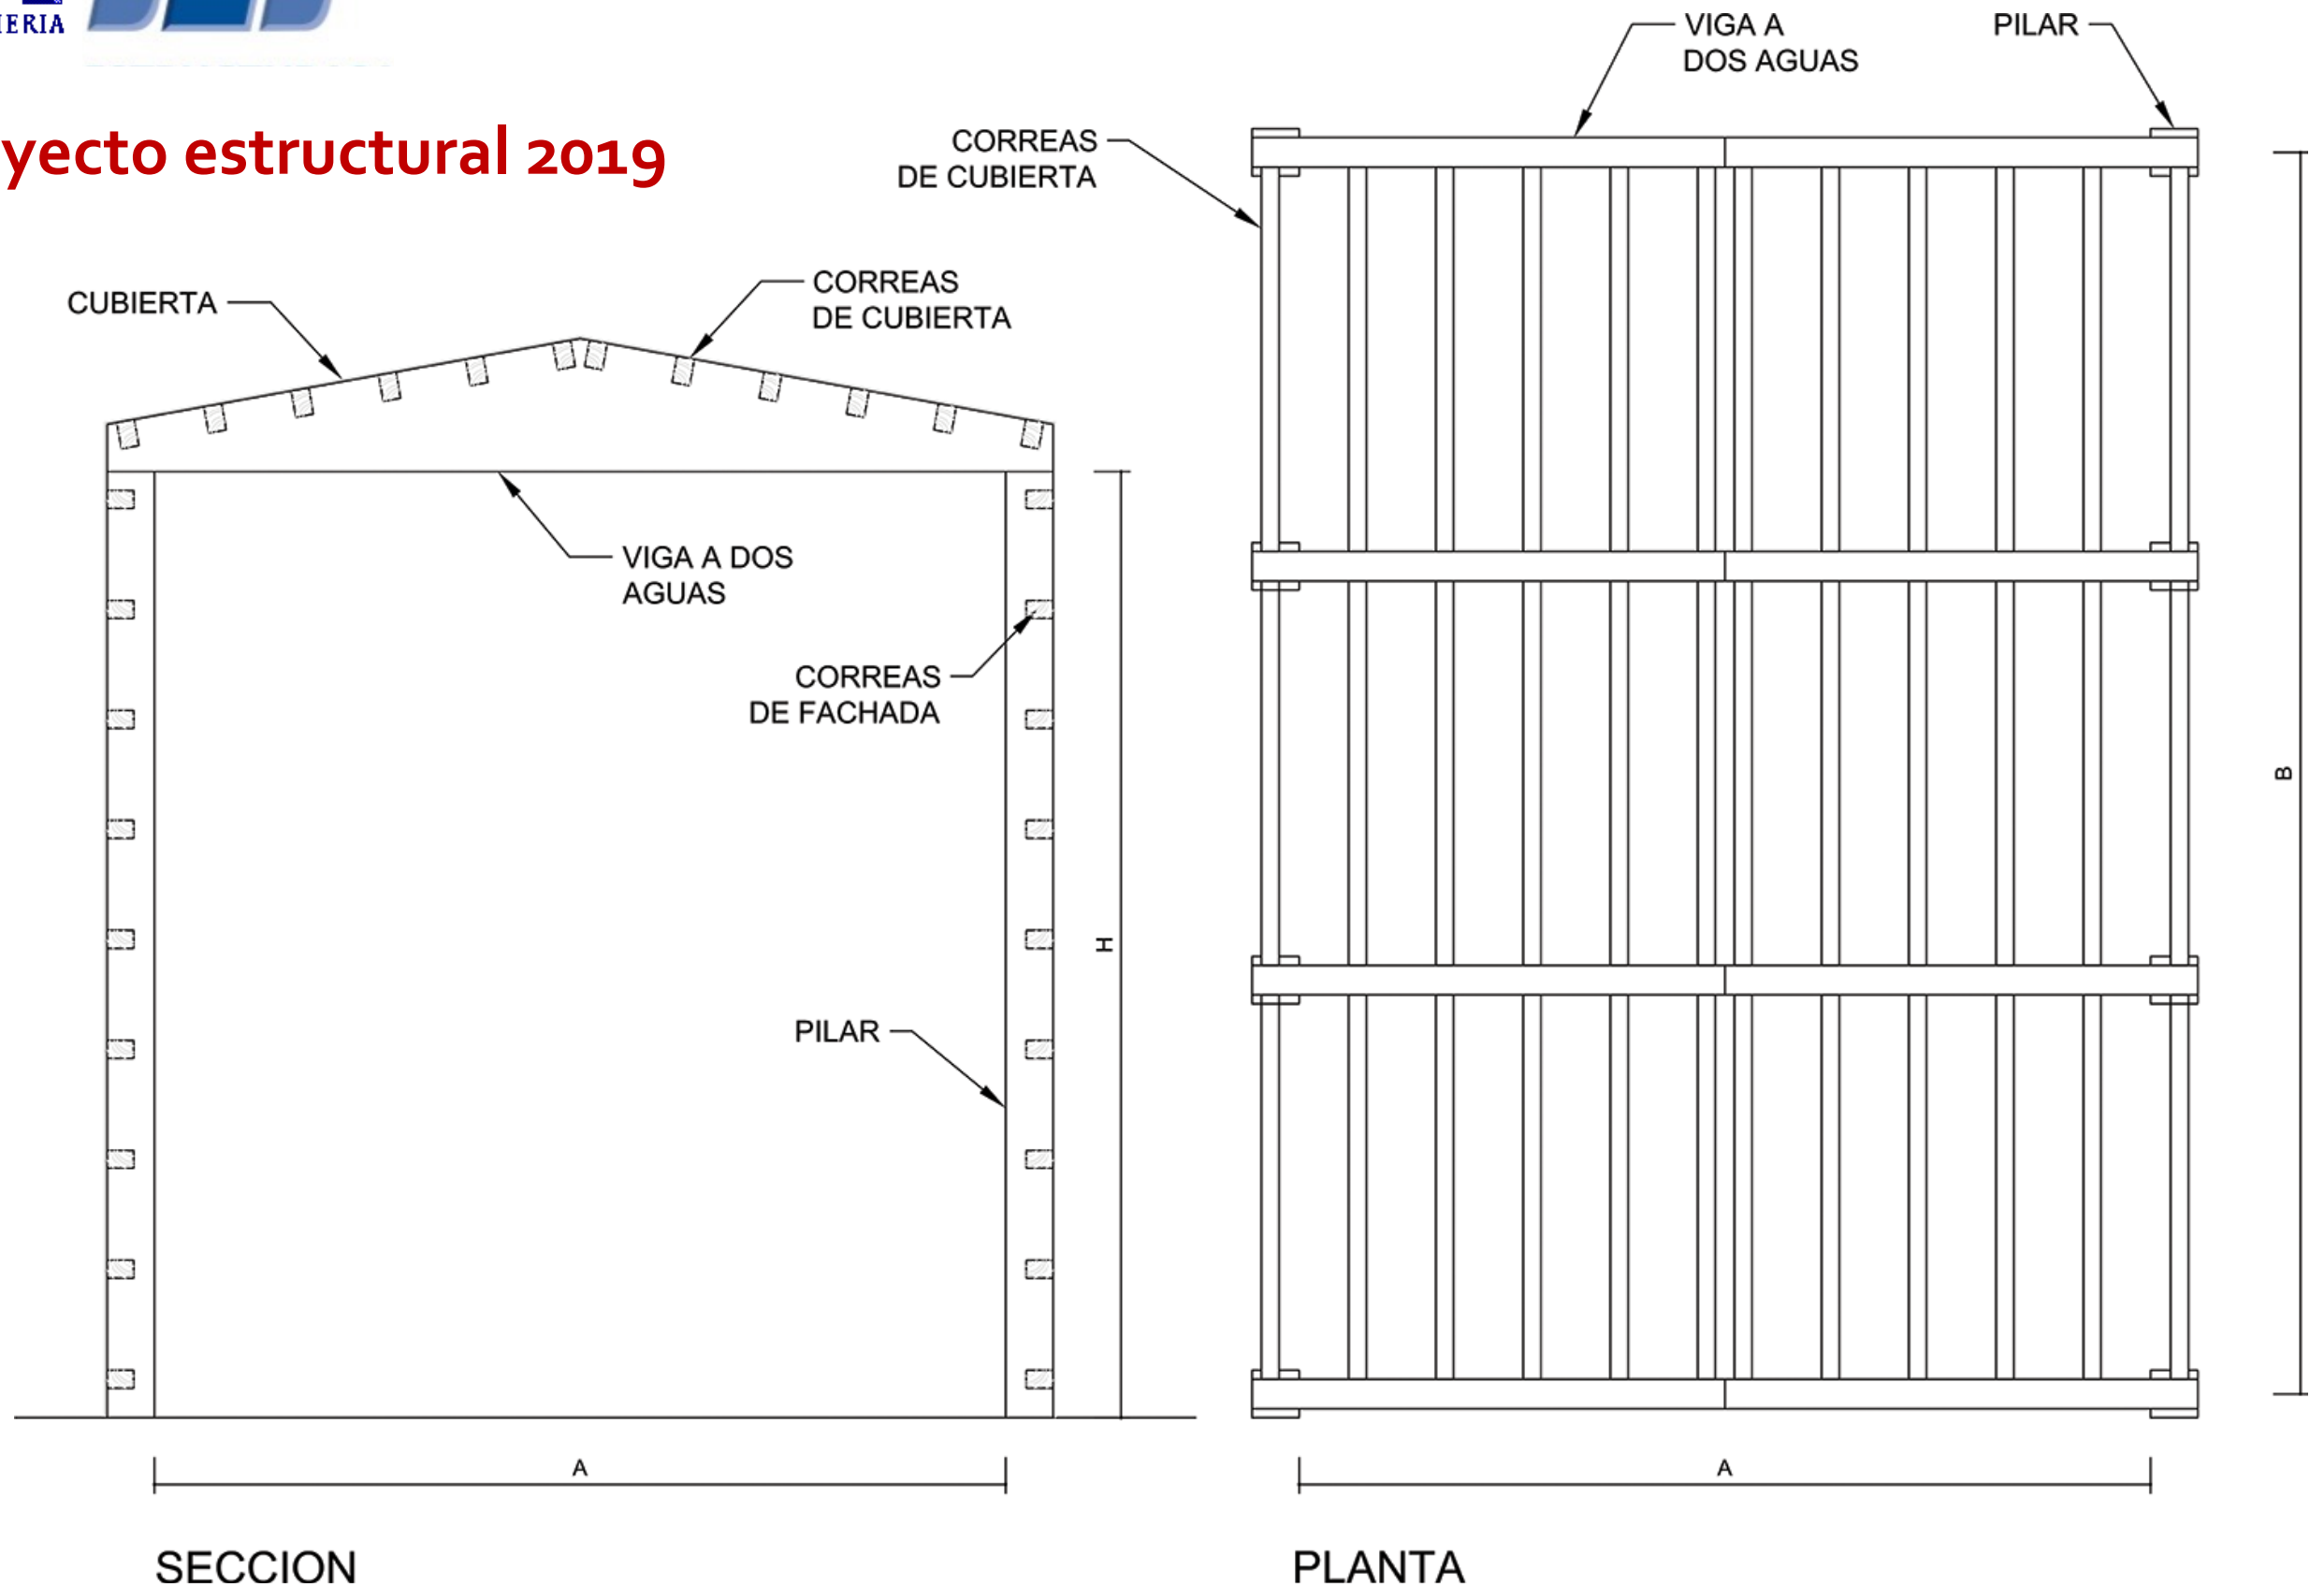 yecto estructural 2019
CUBIERTA
CORREAS
DE CUBIERTA
VIGA A DOS
AGUAS
CORREAS
DE FACHADA
PILAR
H
A
SECCION
VIGA A
DOS AGUAS
PILAR
CORREAS
DE CUBIERTA
B
A
PLANTA